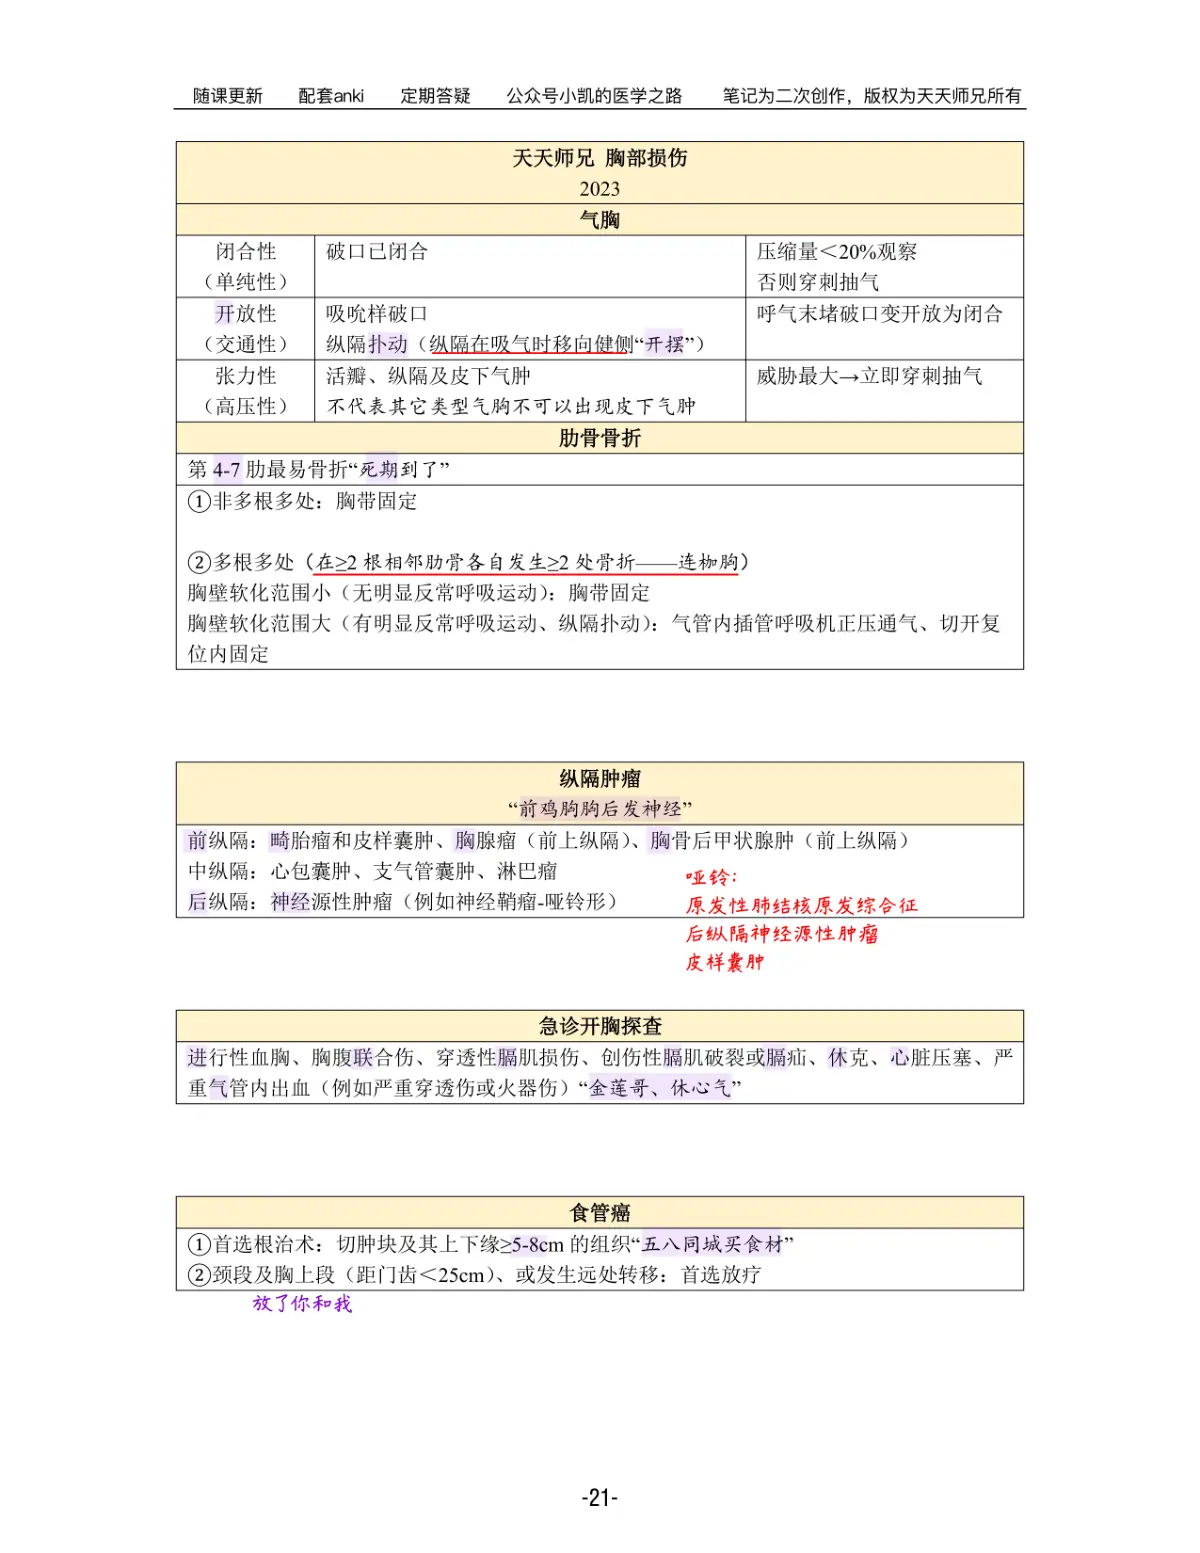 随课更新 配套anki 定期答疑 公众号小凯的医学之路 笔记为二次创作，版权为天天师兄所有
天天师兄 胸部损伤
2023
气胸
闭合性 破口已闭合 压缩量＜20%观察
（单纯性） 否则穿刺抽气
开放性 吸吮样破口 呼气末堵破口变开放为闭合
（交通性） 纵隔扑动（纵隔在吸气时移向健侧“开摆”）
张力性 活瓣、纵隔及皮下气肿 威胁最大→立即穿刺抽气
（高压性） 不代表其它类型气胸不可以出现皮下气肿
肋骨骨折
第 4-7 肋最易骨折“死期到了”
①非多根多处：胸带固定
②多根多处（在≥2 根相邻肋骨各自发生≥2 处骨折——连枷胸）
胸壁软化范围小（无明显反常呼吸运动）：胸带固定
胸壁软化范围大（有明显反常呼吸运动、纵隔扑动）：气管内插管呼吸机正压通气、切开复
位内固定
纵隔肿瘤
“前鸡胸胸后发神经”
前纵隔：畸胎瘤和皮样囊肿、胸腺瘤（前上纵隔）、胸骨后甲状腺肿（前上纵隔）
中纵隔：心包囊肿、支气管囊肿、淋巴瘤
后纵隔：神经源性肿瘤（例如神经鞘瘤-哑铃形）
哑铃：
原发性肺结核原发综合征
后纵隔神经源性肿瘤
皮样囊肿
急诊开胸探查
进行性血胸、胸腹联合伤、穿透性膈肌损伤、创伤性膈肌破裂或膈疝、休克、心脏压塞、严
重气管内出血（例如严重穿透伤或火器伤）“金莲哥、休心气”
食管癌
①首选根治术：切肿块及其上下缘≥5-8cm 的组织“五八同城买食材”
②颈段及胸上段（距门齿＜25cm）、或发生远处转移：首选放疗
放了你和我
-21-